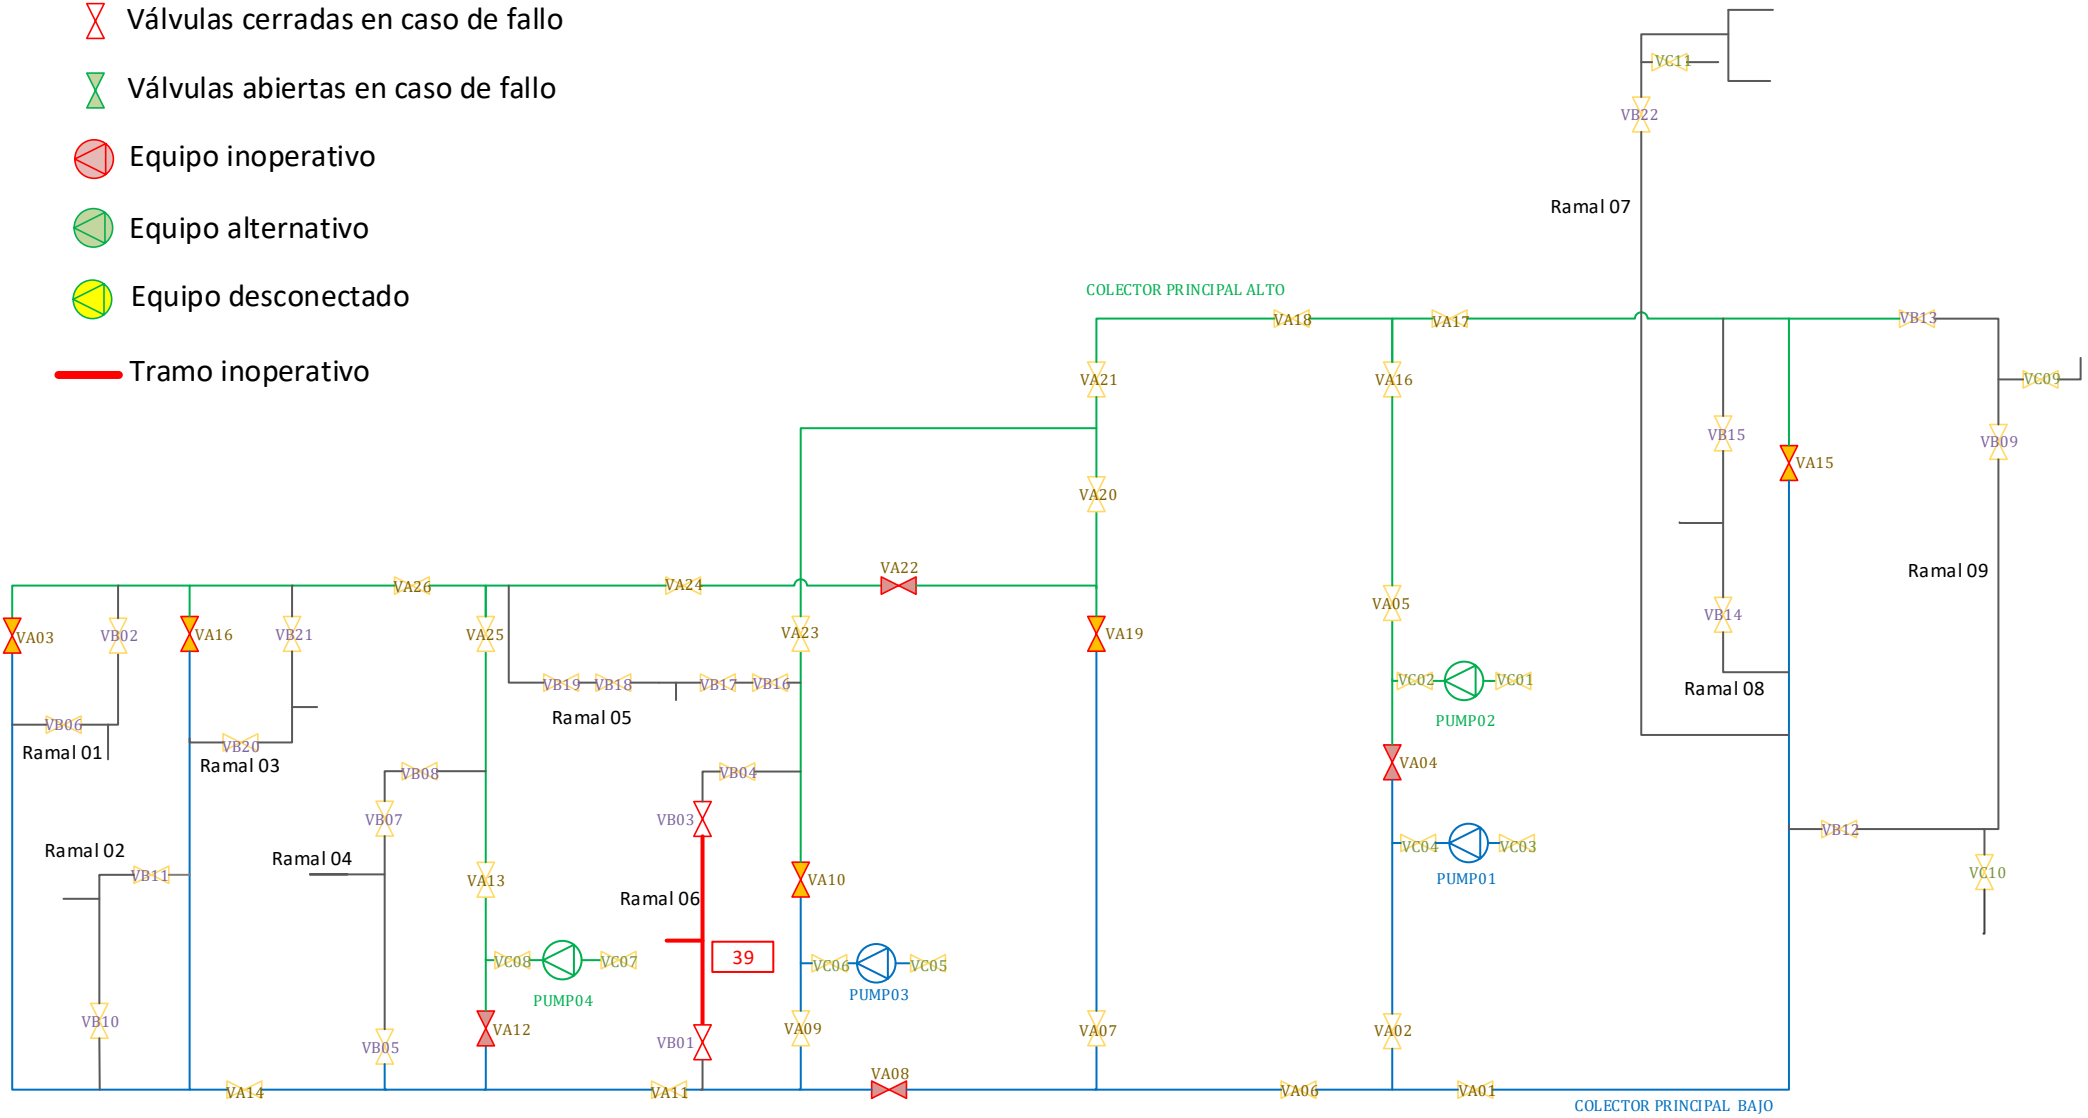 Válvulas cerradas en caso de fallo
Válvulas abiertas en caso de fallo
Equipo inoperativo
Equipo alternativo
Equipo desconectado
Tramo inoperativo
VC11
VB22
Ramal 07
COLECTOR PRINCIPAL ALTO
VA18
VA17
VB13
VA21
VA16
VC09
VB15
VB09
VA15
VA20
VA22
VA26
VA24
Ramal 09
VA05
VB14
VA03
VB02
VA16
VB21
VA25
VA23
VA19
VB19
VB18
VB17
VB16
VC02
VC01
Ramal 08
Ramal 05
PUMP02
VB06
Ramal 01
VB20
Ramal 03
VA04
VB08
VB04
VB07
VB03
VB12
Ramal 02
Ramal 04
VC04
VC03
VB11
VA13
VA10
PUMP01
VC10
Ramal 06
39
VC08
VC07
VC06
VC05
PUMP04
PUMP03
VB10
VA12
VA09
VA07
VA02
VB05
VB01
VA08
VA14
VA11
VA06
VA01
COLECTOR PRINCIPAL BAJO